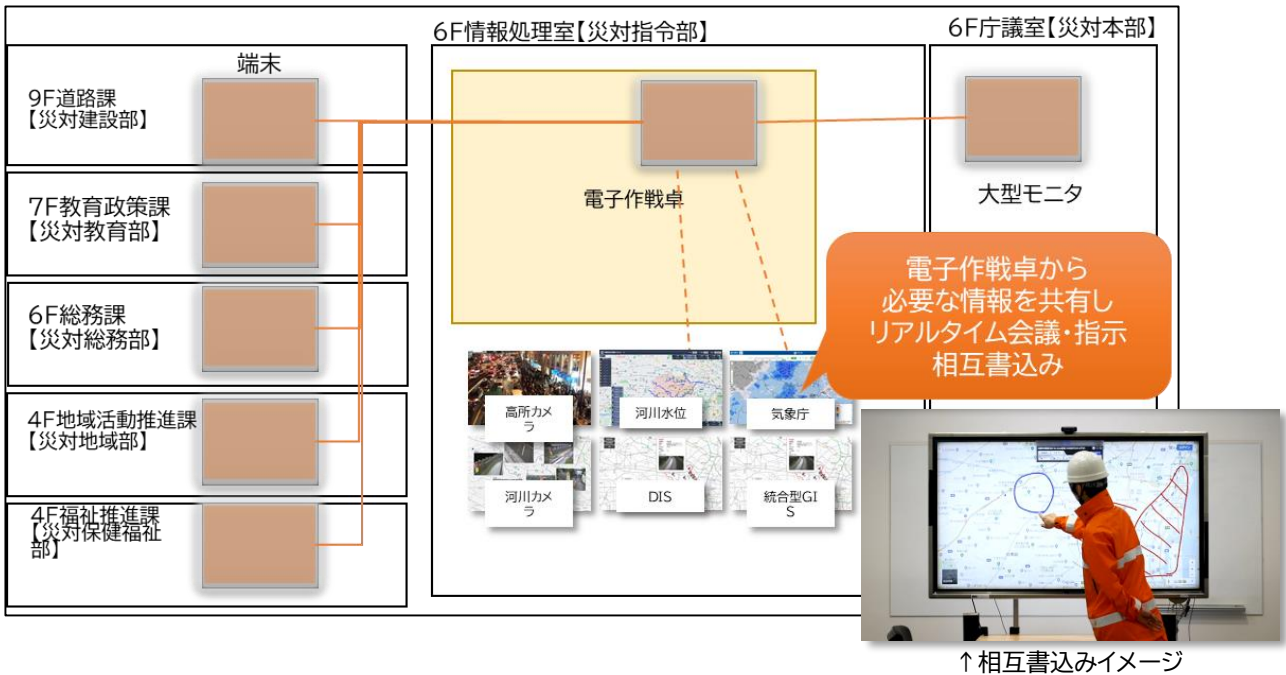 6F情報処理室【災対指令部】
6F庁議室【災対本部】
端末
9F道路課
【災対建設部】
7F教育政策課
【災対教育部】
6F総務課
【災対総務部】
4F地域活動推進課
【災対地域部】
4F福祉推進課
【災対保健福祉
部】
電子作戦卓
大型モニタ
電子作戦卓から
必要な情報を共有し
リアルタイム会議・指示
相互書込み
高所カメ
ラ
河川水位
気象庁
河川カメ
ラ
DIS
統合型GI
S
↑相互書込みイメージ